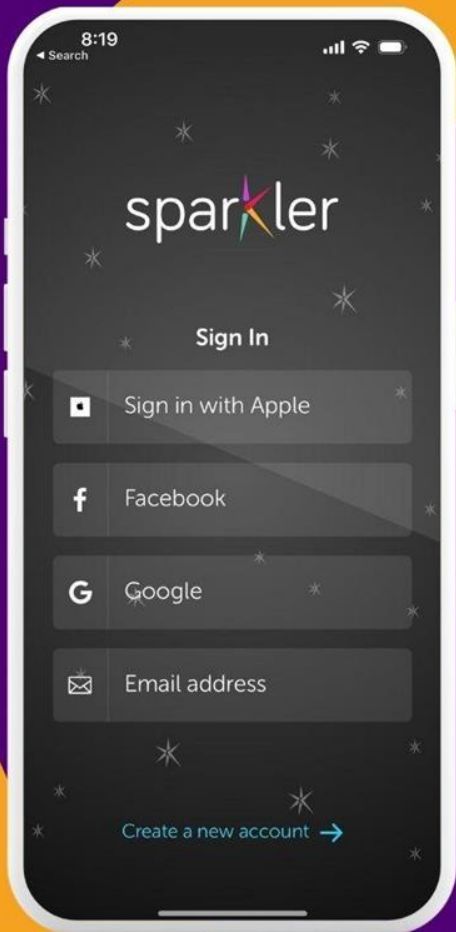 8:19
◀ Search
sparkler
Sign In
Sign in with Apple
f Facebook
G Google
Email address
Create a new account →